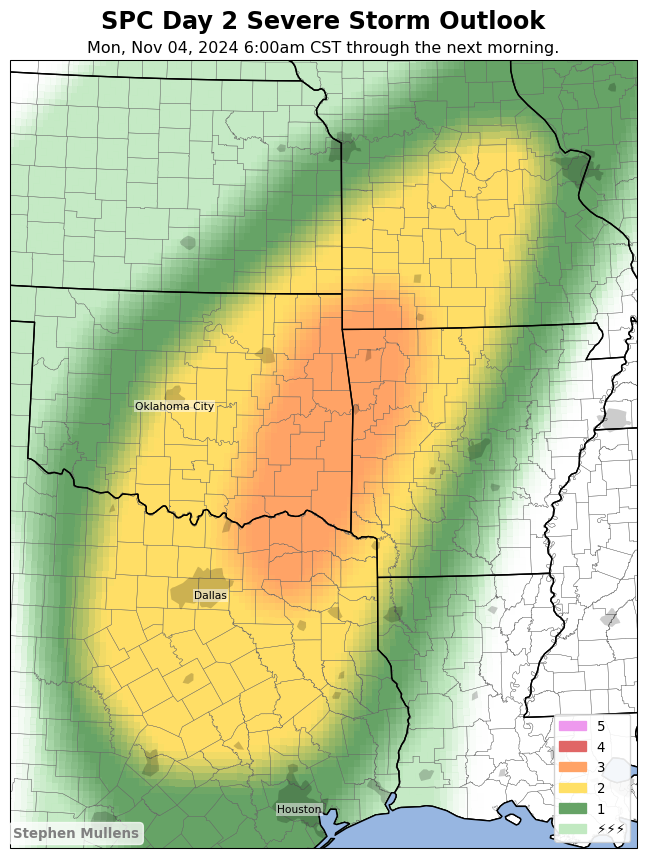 SPC Day 2 Severe Storm Outlook
Mon, Nov 04, 2024 6:00am CST through the next morning.
Oklahoma City
Dallas
Houston
5
4
3
2
1
⚡⚡⚡
Stephen Mullens